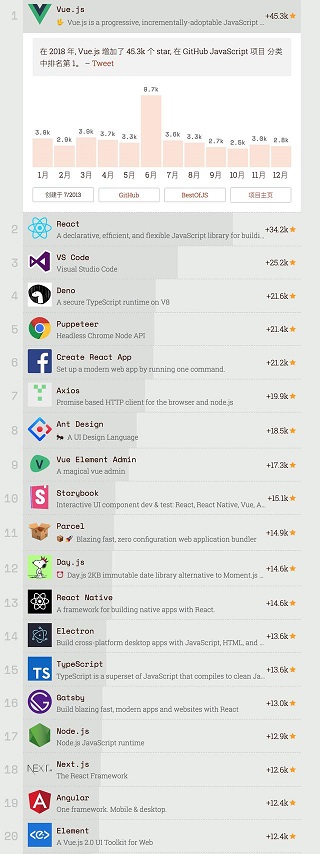 1
Vue.js
🖖 Vue.js is a progressive, incrementally-adoptable JavaScript ...
+45.3k★
在 2018 年, Vue.js 增加了 45.3k 个 star, 在 GitHub JavaScript 项目 分类
中排名第 1。 – Tweet
3.0k 3.7k 3.3k 8.7k 3.6k 3.3k 2.7k 2.5k 3.0k 2.8k
1月 2月 3月 4月 5月 6月 7月 8月 9月 10月 11月 12月
创建于 7/2013 GitHub BestOfJS 项目主页
2
React
A declarative, efficient, and flexible JavaScript library for buildi...
+34.2k★
3
VS Code
Visual Studio Code
+25.2k★
4
Deno
A secure TypeScript runtime on V8
+21.6k★
5
Puppeteer
Headless Chrome Node API
+21.4k★
6
Create React App
Set up a modern web app by running one command.
+21.2k★
7
Axios
Promise based HTTP client for the browser and node.js
+19.9k★
8
Ant Design
🐜 A UI Design Language
+18.5k★
9
Vue Element Admin
A magical vue admin
+17.3k★
10
Storybook
Interactive UI component dev & test: React, React Native, Vue, A...
+15.1k★
11
Parcel
📦🚀 Blazing fast, zero configuration web application bundler
+14.9k★
12
Day.js
⏰ Day.js 2KB immutable date library alternative to Moment.js ...
+14.6k★
13
React Native
A framework for building native apps with React.
+14.6k★
14
Electron
Build cross-platform desktop apps with JavaScript, HTML, and ...
+13.6k★
15
TS
TypeScript
TypeScript is a superset of JavaScript that compiles to clean Ja...
+13.6k★
16
Gatsby
Build blazing fast, modern apps and websites with React
+13.0k★
17
Node.js
Node.js JavaScript runtime
+12.9k★
18
NEXT.js
Next.js
The React Framework
+12.6k★
19
Angular
One framework. Mobile & desktop.
+12.4k★
20
Element
A Vue.js 2.0 UI Toolkit for Web
+12.4k★